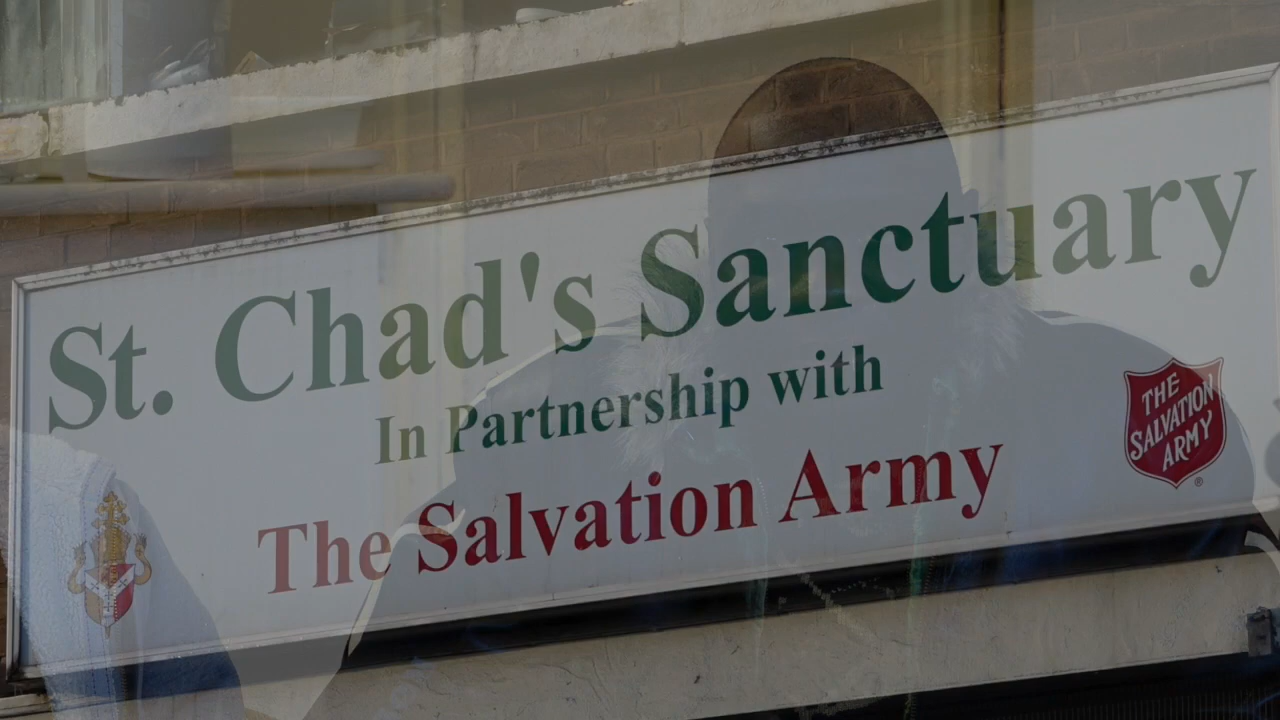 St. Chad's Sanctuary
In Partnership with
The Salvation Army
THE
SALVATION
ARMY
®